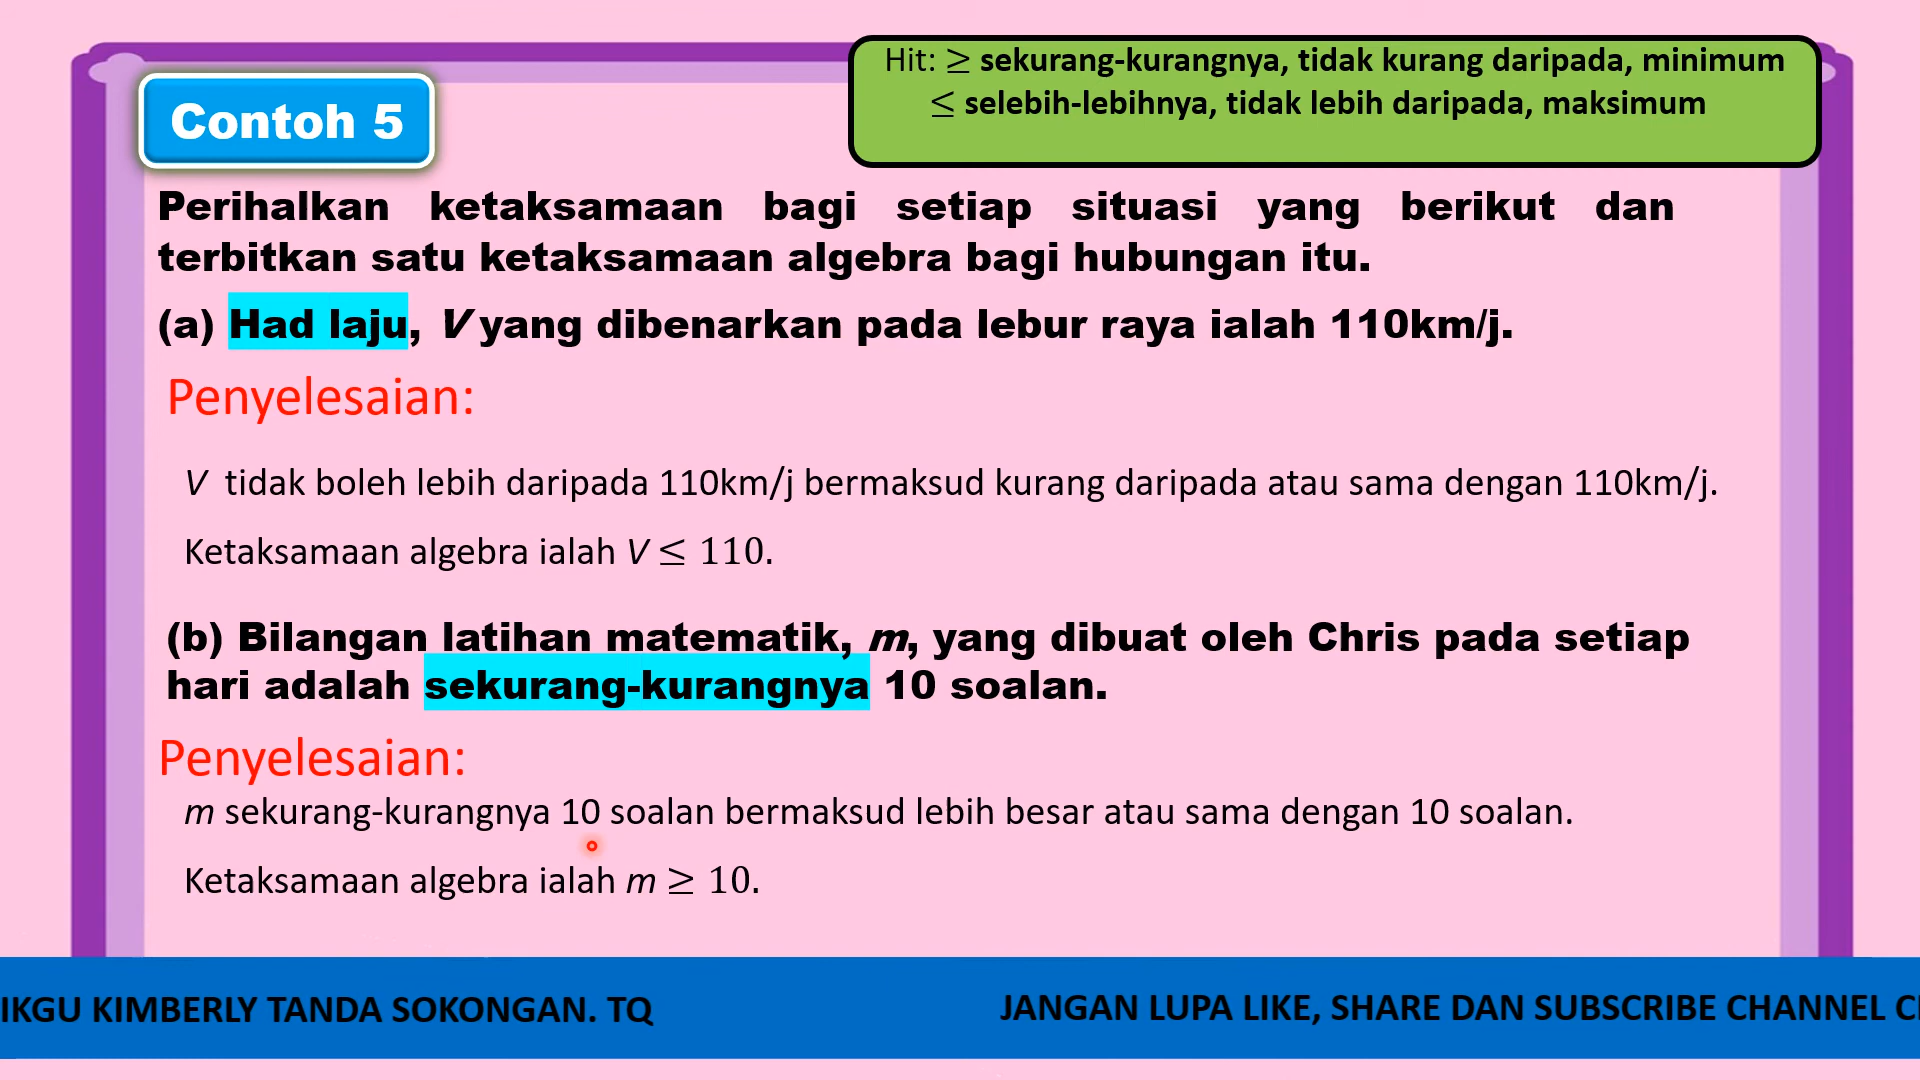 Contoh 5
Hit: ≥ sekurang-kurangnya, tidak kurang daripada, minimum
≤ selebih-lebihnya, tidak lebih daripada, maksimum
Perihalkan ketaksamaan bagi setiap situasi yang berikut dan
terbitkan satu ketaksamaan algebra bagi hubungan itu.
(a) Had laju, V yang dibenarkan pada lebur raya ialah 110km/j.
Penyelesaian:
V tidak boleh lebih daripada 110km/j bermaksud kurang daripada atau sama dengan 110km/j.
Ketaksamaan algebra ialah V ≤ 110.
(b) Bilangan latihan matematik, m, yang dibuat oleh Chris pada setiap
hari adalah sekurang-kurangnya 10 soalan.
Penyelesaian:
m sekurang-kurangnya 10 soalan bermaksud lebih besar atau sama dengan 10 soalan.
Ketaksamaan algebra ialah m ≥ 10.
IKGU KIMBERLY TANDA SOKONGAN. TQ
JANGAN LUPA LIKE, SHARE DAN SUBSCRIBE CHANNEL